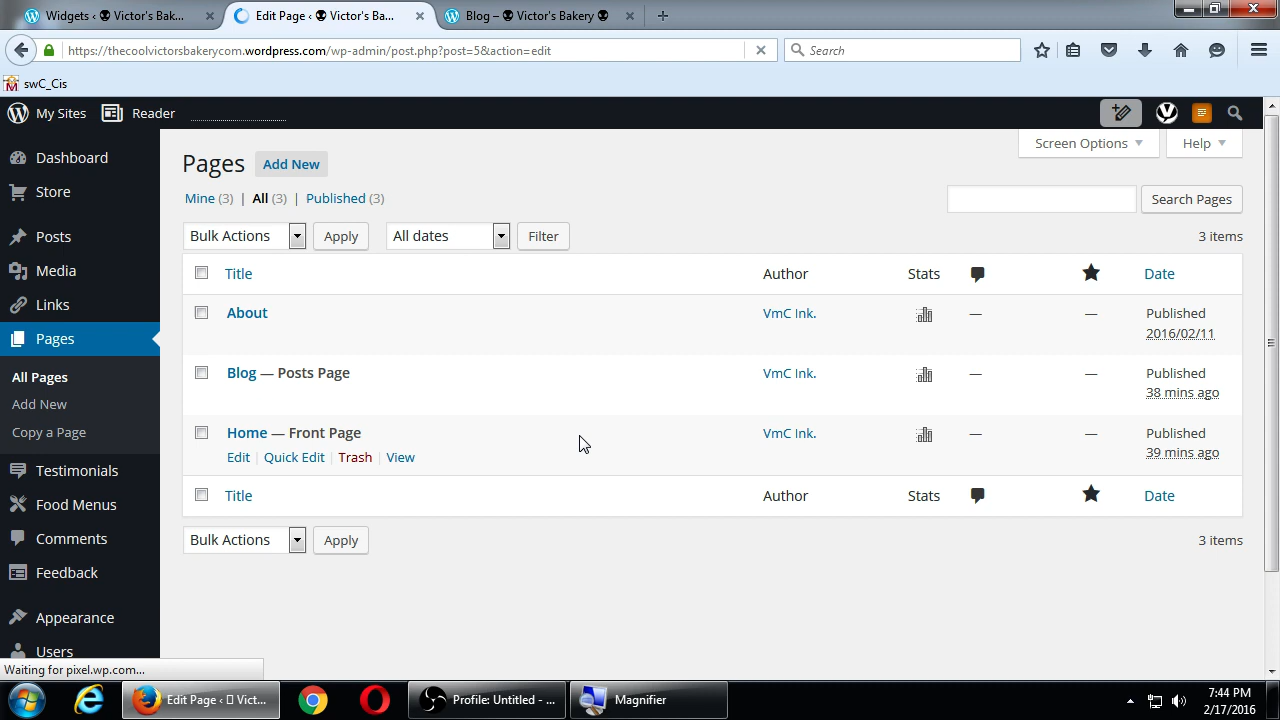 Widgets ‹ 💀 Victor's Bak...
Edit Page ‹ 💀 Victor's Ba...
Blog – 💀 Victor's Bakery 💀
https://thecoolvictorsbakerycom.wordpress.com/wp-admin/post.php?post=5&action=edit
Search
swC_Cis
My Sites
Reader
Dashboard
Store
Posts
Media
Links
Pages
All Pages
Add New
Copy a Page
Testimonials
Food Menus
Comments
Feedback
Appearance
Users
Screen Options
Help
Pages
Add New
Mine (3) | All (3) | Published (3)
Search Pages
Bulk Actions
Apply
All dates
Filter
3 items
Title
Author
Stats
Date
About
VmC Ink.
—
—
Published
2016/02/11
Blog — Posts Page
VmC Ink.
—
—
Published
38 mins ago
Home — Front Page
VmC Ink.
—
—
Published
39 mins ago
Edit | Quick Edit | Trash | View
Title
Author
Stats
Date
Bulk Actions
Apply
3 items
Waiting for pixel.wp.com...
Edit Page ‹ Vict...
Profile: Untitled - ...
Magnifier
7:44 PM
2/17/2016